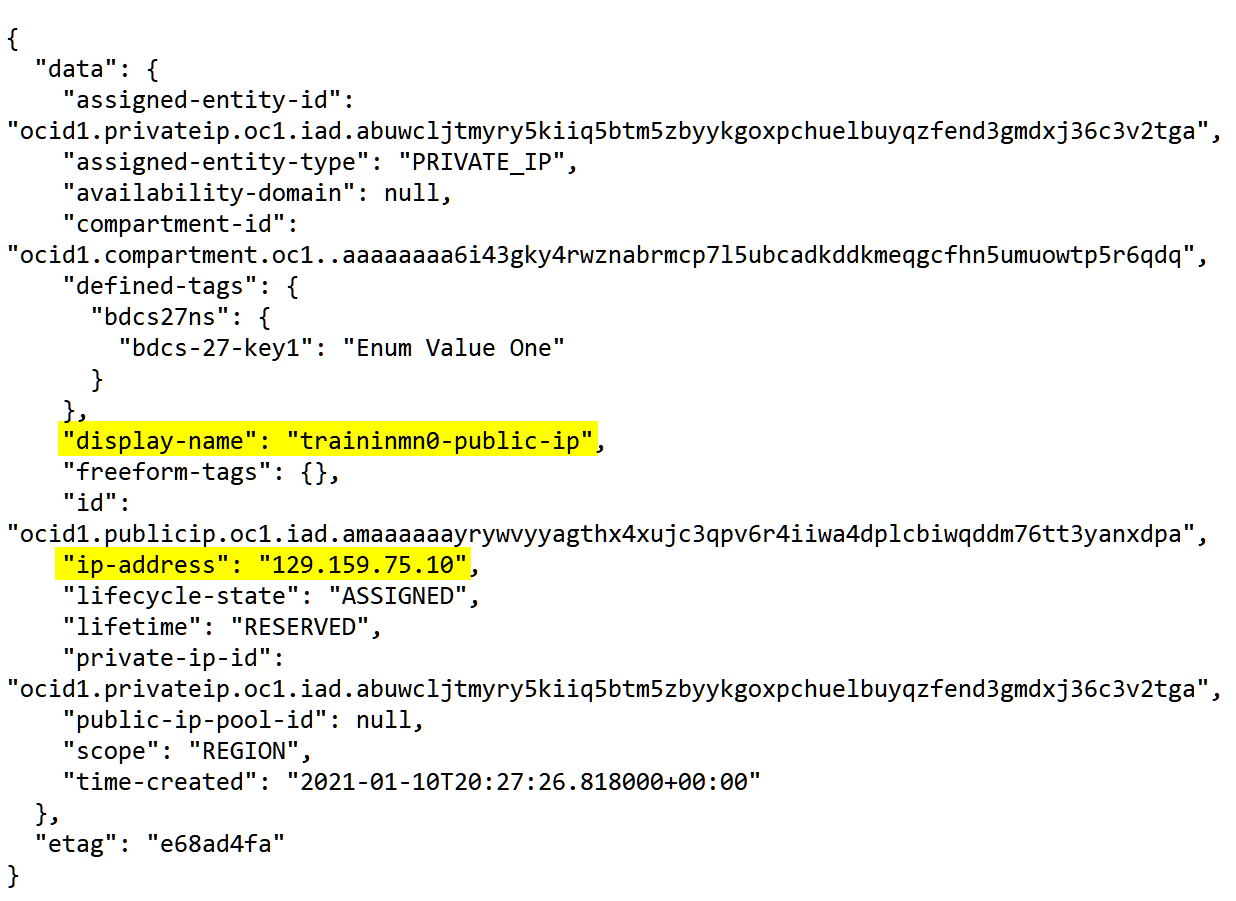 {
"data": {
"assigned-entity-id":
"ocid1.privateip.oc1.iad.abuwcljtmyry5kiiq5btm5zbyykgoxpchuelbuyqzfend3gmdxj36c3v2tga",
"assigned-entity-type": "PRIVATE_IP",
"availability-domain": null,
"compartment-id":
"ocid1.compartment.oc1..aaaaaaaa6i43gky4rwznabrmcp7l5ubcadkddkmeqgcfhn5umuowtp5r6qdq",
"defined-tags": {
"bdcs27ns": {
"bdcs-27-key1": "Enum Value One"
}
},
"display-name": "traininmn0-public-ip",
"freeform-tags": {},
"id":
"ocid1.publicip.oc1.iad.amaaaaaayrywvyyagthx4xujc3qpv6r4iiwa4dplcbiwqddm76tt3yanxdpa",
"ip-address": "129.159.75.10",
"lifecycle-state": "ASSIGNED",
"lifetime": "RESERVED",
"private-ip-id":
"ocid1.privateip.oc1.iad.abuwcljtmyry5kiiq5btm5zbyykgoxpchuelbuyqzfend3gmdxj36c3v2tga",
"public-ip-pool-id": null,
"scope": "REGION",
"time-created": "2021-01-10T20:27:26.818000+00:00"
},
"etag": "e68ad4fa"
}